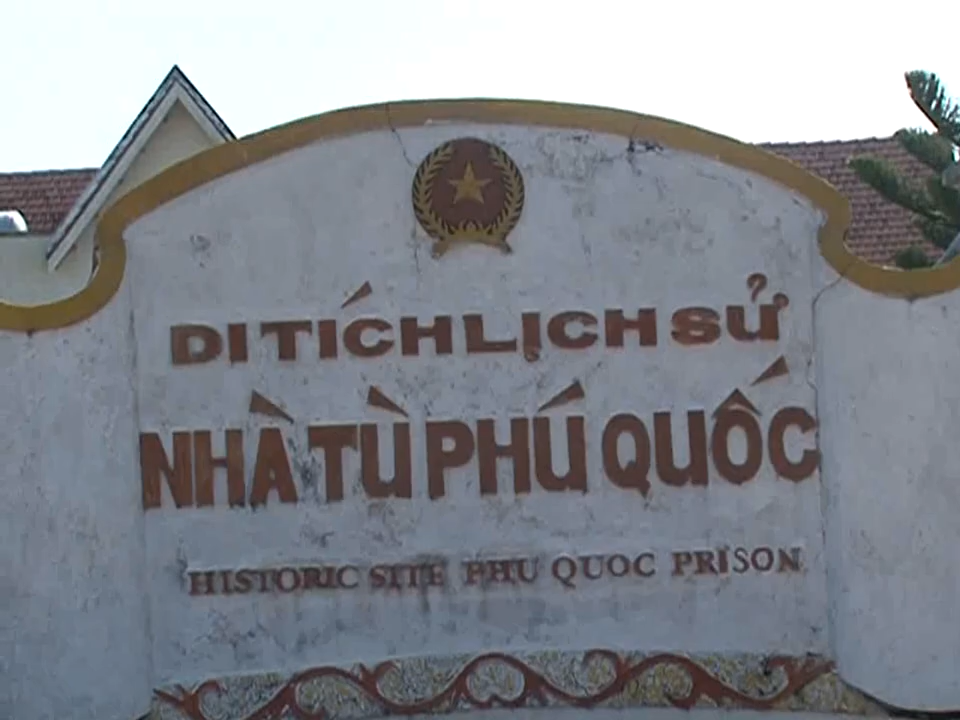 DI TÍCH LỊCH SỬ
NHÀ TÙ PHÚ QUỐC
HISTORIC SITE PHU QUOC PRISON